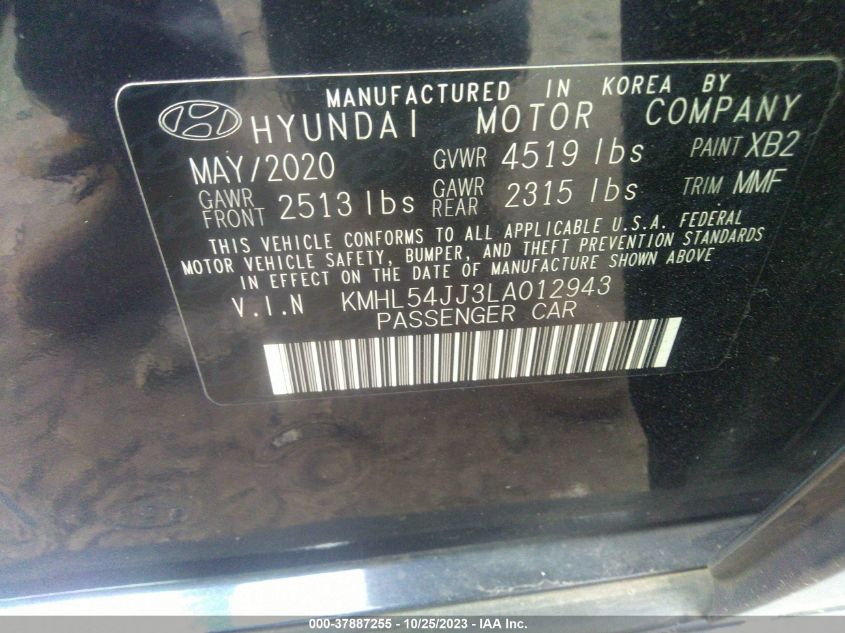 MANUFACTURED IN KOREA BY
HYUNDAI MOTOR COMPANY
MAY/2020 GVWR 4519 lbs PAINT XB2
GAWR FRONT 2513 lbs GAWR REAR 2315 lbs TRIM MMF
THIS VEHICLE CONFORMS TO ALL APPLICABLE U.S.A. FEDERAL
MOTOR VEHICLE SAFETY, BUMPER, AND THEFT PREVENTION STANDARDS
IN EFFECT ON THE DATE OF MANUFACTURE SHOWN ABOVE
V.I.N KMHL54JJ3LA012943
PASSENGER CAR
000-37887255 - 10/25/2023 - IAA Inc.